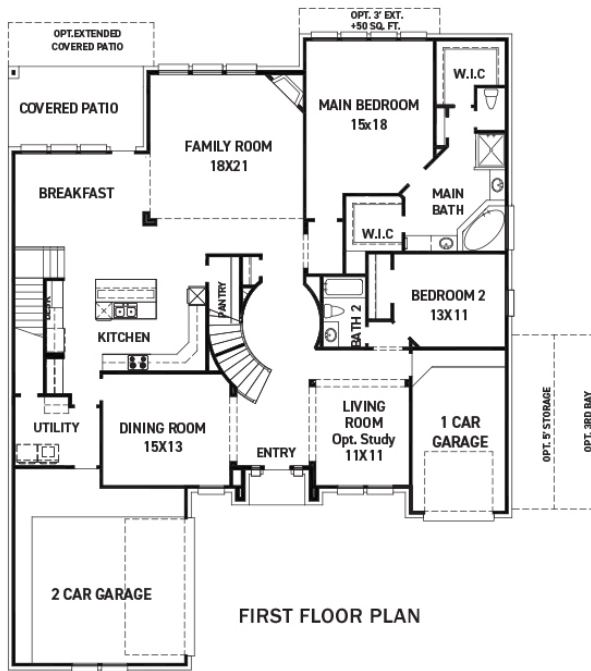 OPT.EXTENDED
COVERED PATIO
OPT. 3' EXT.
+50 SQ. FT.
W.I.C
COVERED PATIO
MAIN BEDROOM
15x18
FAMILY ROOM
18X21
BREAKFAST
MAIN
BATH
W.I.C
PANTRY
BEDROOM 2
13X11
DESK
KITCHEN
BATH 2
UTILITY
DINING ROOM
15X13
ENTRY
LIVING
ROOM
Opt. Study
11X11
1 CAR
GARAGE
OPT. 5' STORAGE
OPT. 3RD BAY
2 CAR GARAGE
FIRST FLOOR PLAN